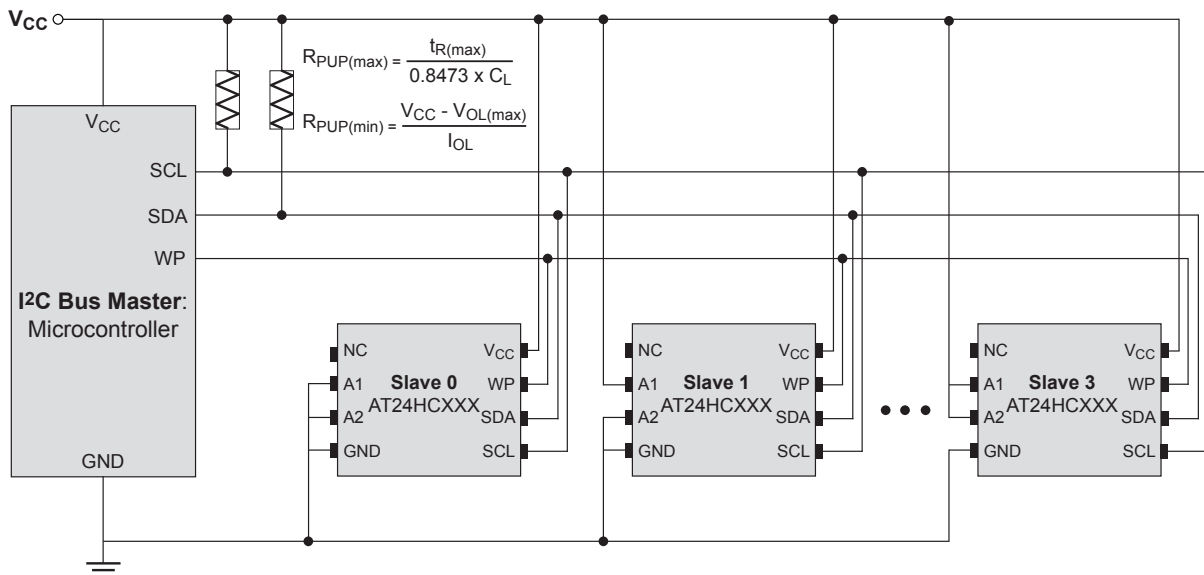 VCC
RPUP(max) = tR(max)
0.8473 x CL
RPUP(min) = VCC - VOL(max)
IOL
VCC
SCL
SDA
WP
I2C Bus Master:
Microcontroller
GND
NC
A1
A2
GND
Slave 0
AT24HCXXX
VCC
WP
SDA
SCL
NC
A1
A2
GND
Slave 1
AT24HCXXX
VCC
WP
SDA
SCL
NC
A1
A2
GND
Slave 3
AT24HCXXX
VCC
WP
SDA
SCL